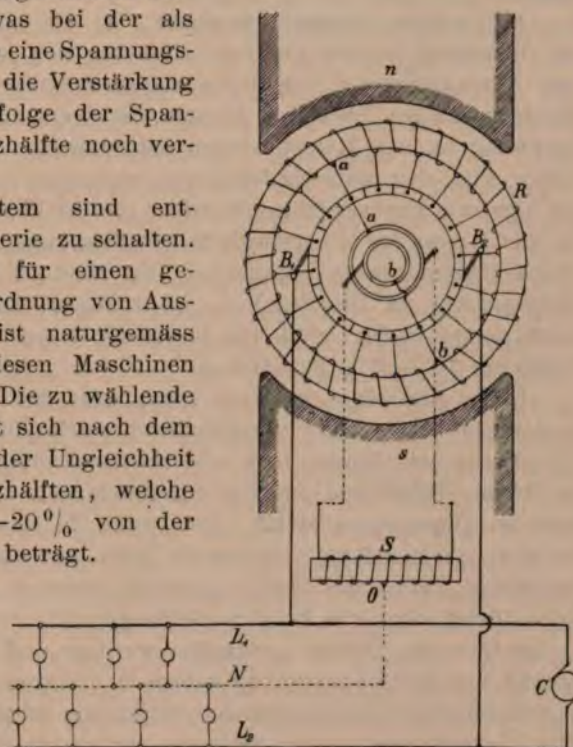 was bei der als
eine Spannungs-
die Verstärkung
folge der Span-
zhälfte noch ver-
tem sind ent-
erie zu schalten.
für einen ge-
rdnung von Aus-
ist naturgemäss
esen Maschinen
Die zu wählende
t sich nach dem
der Ungleichheit
zhälften, welche
-20 % von der
beträgt.
n
a
R
a
B₁
B₂
b
b
s
S
O
L₁
N
C
L₂